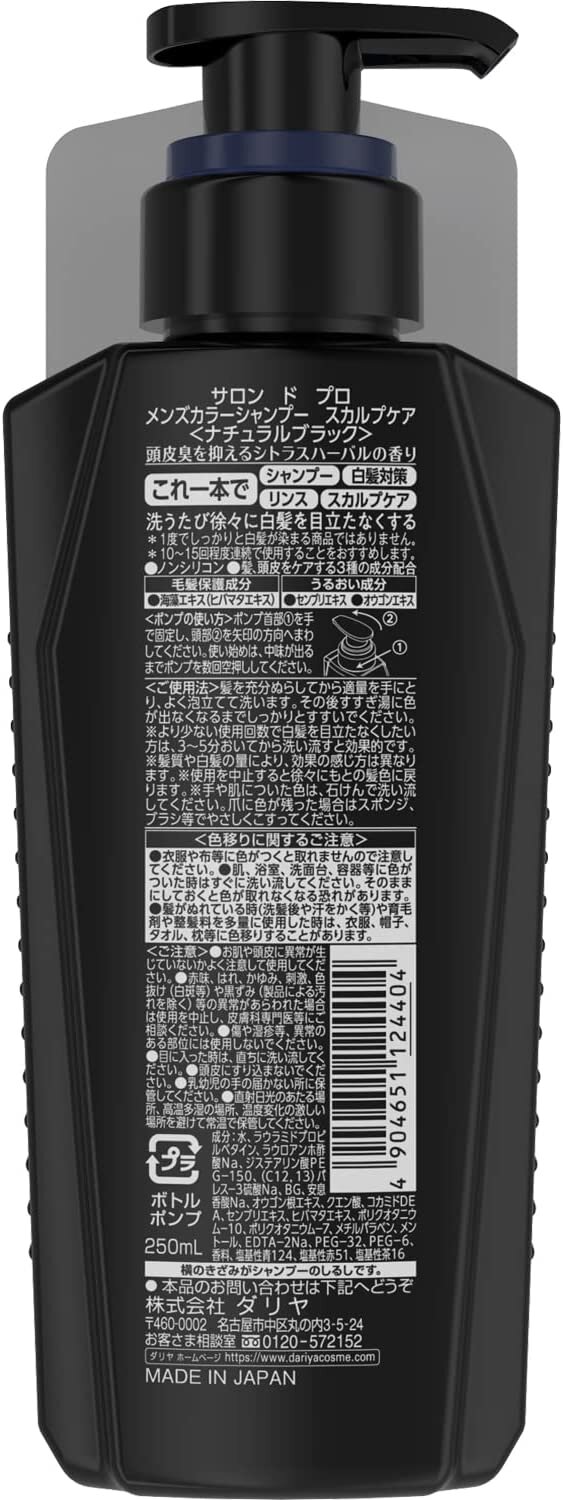 サロン ド プロ
メンズカラーシャンプー スカルプケア
<ナチュラルブラック>
頭皮臭を抑えるシトラスハーバルの香り
これ一本で シャンプー 白髪対策
リンス スカルプケア
洗うたび徐々に白髪を目立たなくする
＊1度でしっかりと白髪が染まる商品ではありません。
＊10〜15回程度連続で使用することをおすすめします。
●ノンシリコン●髪、頭皮をケアする3種の成分配合
毛髪保護成分 うるおい成分
●海藻エキス(ヒバマタエキス) ●センブリエキス ●オウゴンエキス
<ポンプの使い方>ポンプ首部①を手
で固定し、頭部②を矢印の方向へまわ
してください。使い始めは、中味が出る
までポンプを数回空押ししてください。
②
①
<ご使用法>髪を充分ぬらしてから適量を手にと
り、よく泡立てて洗います。その後すすぎ湯に色
が出なくなるまでしっかりとすすいでください。
※より少ない使用回数で白髪を目立たなくしたい
方は、3〜5分おいてから洗い流すと効果的です。
※髪質や白髪の量により、効果の感じ方は異なり
ます。※使用を中止すると徐々にもとの髪色に戻
ります。※手や肌についた色は、石けんで洗い流
してください。爪に色が残った場合はスポンジ、
ブラシ等でやさしくこすってください。
<色移りに関するご注意>
●衣服や布等に色がつくと取れませんので注意し
てください。●肌、浴室、洗面台、容器等に色が
ついた時はすぐに洗い流してください。そのまま
にしておくと色が取れなくなる恐れがあります。
●髪がぬれている時(洗髪後や汗をかく等)や育毛
剤や整髪料を多量に使用した時は、衣服、帽子、
タオル、枕等に色移りすることがあります。
<ご注意>●お肌や頭皮に異常が生
じていないかよく注意して使用してくだ
さい。●赤味、はれ、かゆみ、刺激、色
抜け(白斑等)や黒ずみ(製品による汚
れを除く)等の異常があらわれた場合
は使用を中止し、皮膚科専門医等にご
相談ください。●傷や湿疹等、異常の
ある部位には使用しないでください。
●目に入った時は、直ちに洗い流してく
ださい。●頭皮にすり込まないでくだ
さい。●乳幼児の手の届かない所に保
管してください。●直射日光のあたる場
所、高温多湿の場所、温度変化の激しい
場所を避けて常温で保管してください。
4 904651 124404
プラ
ボトル
ポンプ
250mL
成分:水、ラウラミドプロピ
ルベタイン、ラウロアンホ酢
酸Na、ジステアリン酸PE
G-150、(C12,13)パ
レス-3硫酸Na、BG、安息
香酸Na、オウゴン根エキス、クエン酸、コカミドDE
A、センブリエキス、ヒバマタエキス、ポリクオタニウ
ム-10、ポリクオタニウム-7、メチルパラベン、メン
トール、EDTA-2Na、PEG-32、PEG-6、
香料、塩基性青124、塩基性赤51、塩基性茶16
横のきざみがシャンプーのしるしです。
●本品のお問い合わせは下記へどうぞ
株式会社 ダリヤ
〒460-0002 名古屋市中区丸の内3-5-24
お客さま相談室 0120-572152
ダリヤ ホームページ https://www.dariyacosme.com/
MADE IN JAPAN